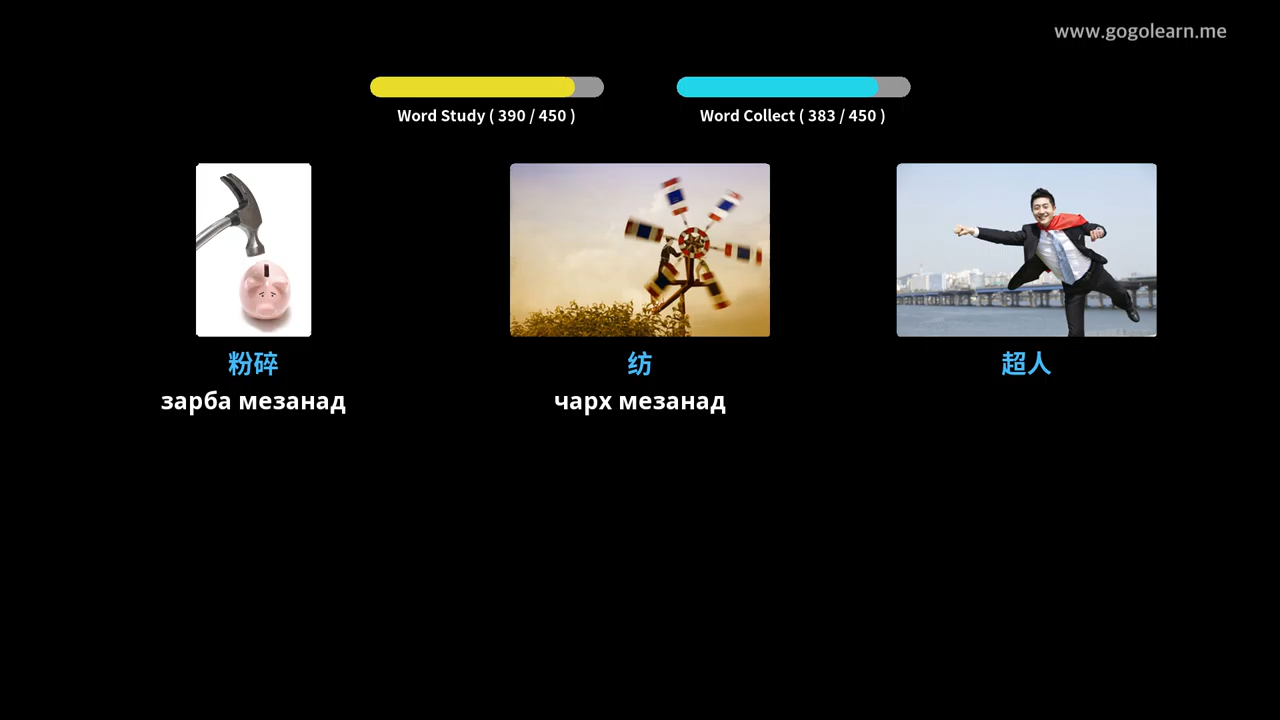 www.gogolearn.me
Word Study ( 390 / 450 )
Word Collect ( 383 / 450 )
粉碎
纺
超人
зарба мезанад
чарх мезанад